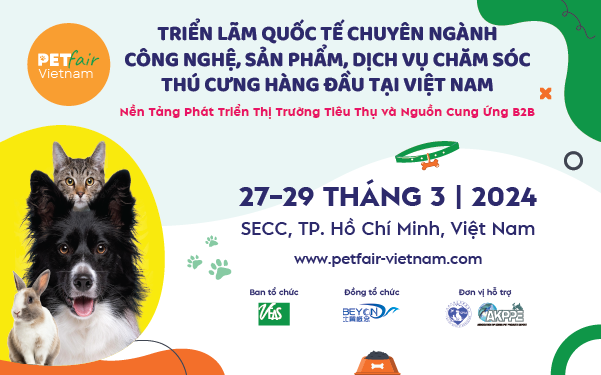 PETfair
Vietnam
TRIỂN LÃM QUỐC TẾ CHUYÊN NGÀNH
CÔNG NGHỆ, SẢN PHẨM, DỊCH VỤ CHĂM SÓC
THÚ CƯNG HÀNG ĐẦU TẠI VIỆT NAM
Nền Tảng Phát Triển Thị Trường Tiêu Thụ và Nguồn Cung Ứng B2B
27–29 THÁNG 3 | 2024
SECC, TP. Hồ Chí Minh, Việt Nam
www.petfair-vietnam.com
Ban tổ chức
Đồng tổ chức
Đơn vị hỗ trợ
VEAS
BEYOND
AKPPE